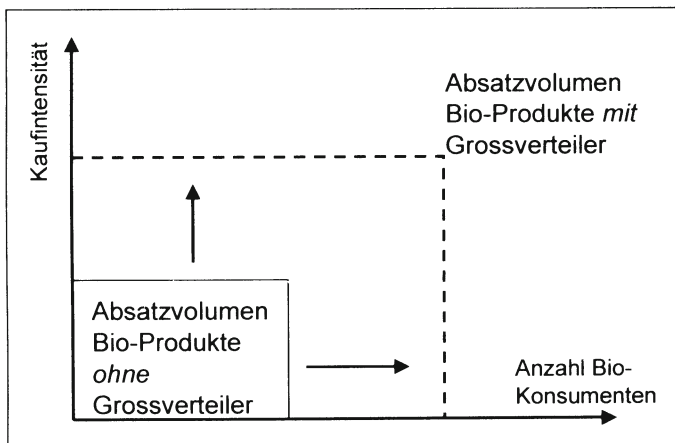 Kaufintensität
Absatzvolumen
Bio-Produkte mit
Grossverteiler
Absatzvolumen
Bio-Produkte
ohne
Grossverteiler
Anzahl Bio-
Konsumenten